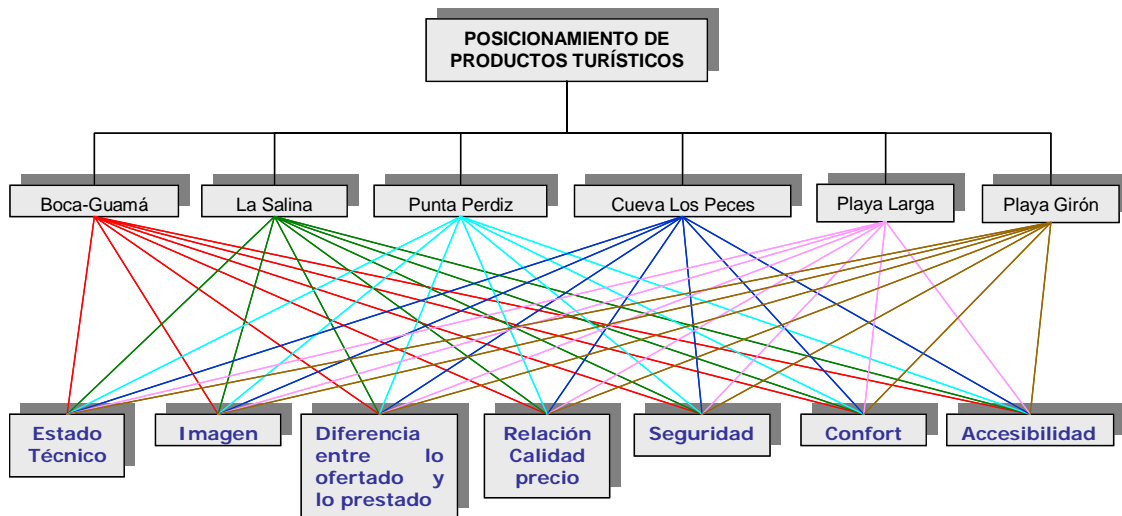 POSICIONAMIENTO DE
PRODUCTOS TURÍSTICOS
Boca-Guamá
La Salina
Punta Perdiz
Cueva Los Peces
Playa Larga
Playa Girón
Estado
Técnico
Imagen
Diferencia
entre lo
ofertado y
lo prestado
Relación
Calidad
precio
Seguridad
Confort
Accesibilidad